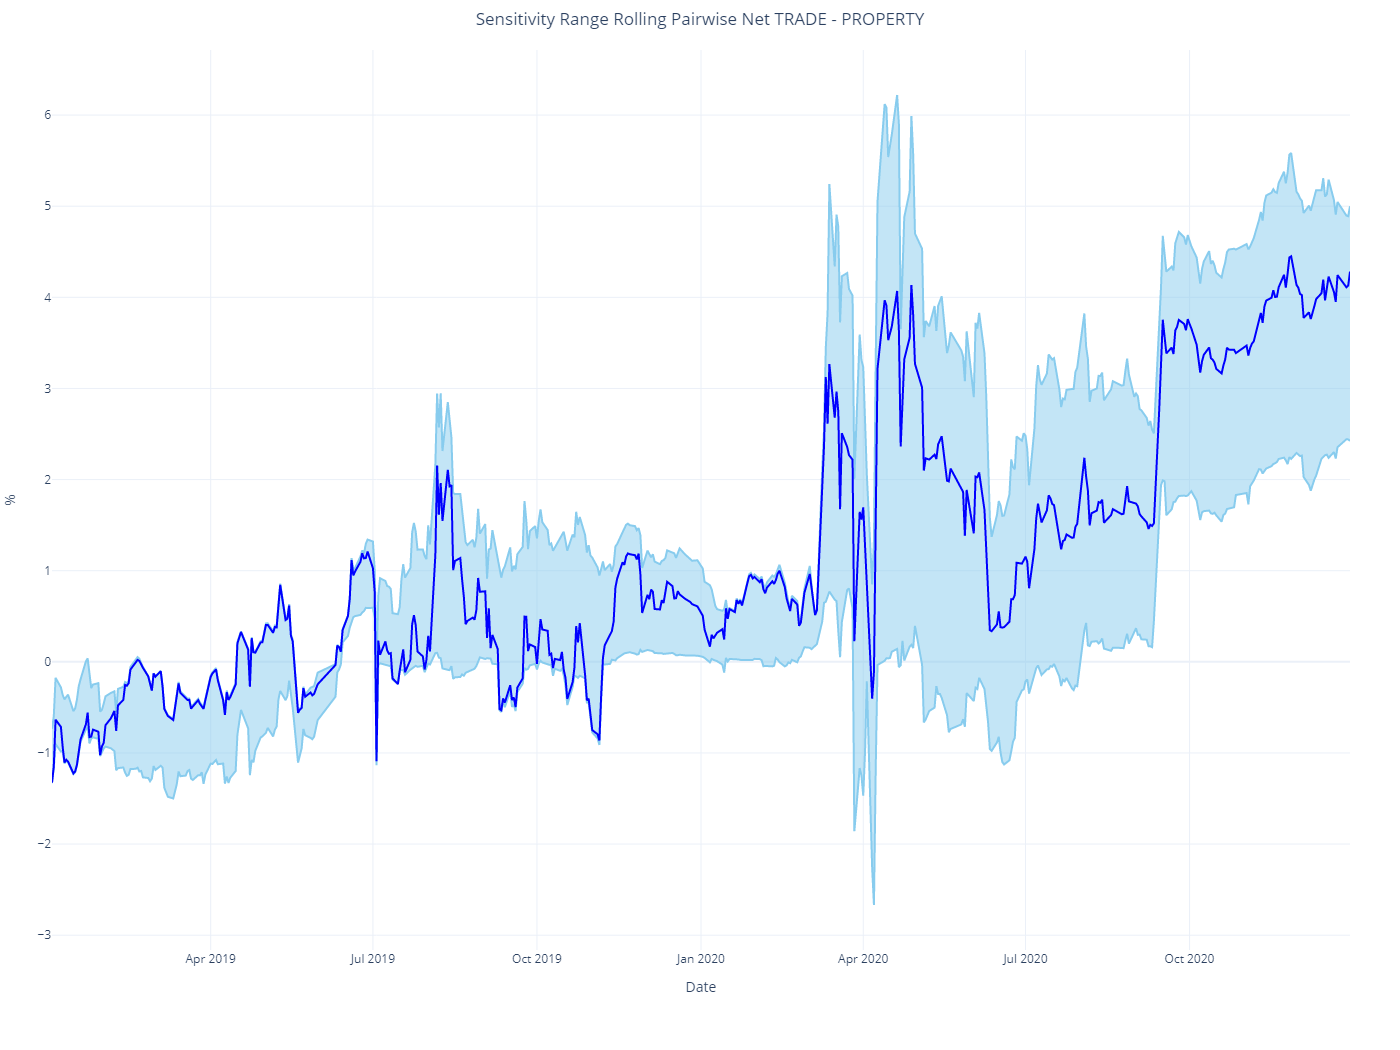 Sensitivity Range Rolling Pairwise Net TRADE - PROPERTY
6
5
4
3
2
1
0
−1
−2
−3
%
Apr 2019
Jul 2019
Oct 2019
Jan 2020
Apr 2020
Jul 2020
Oct 2020
Date